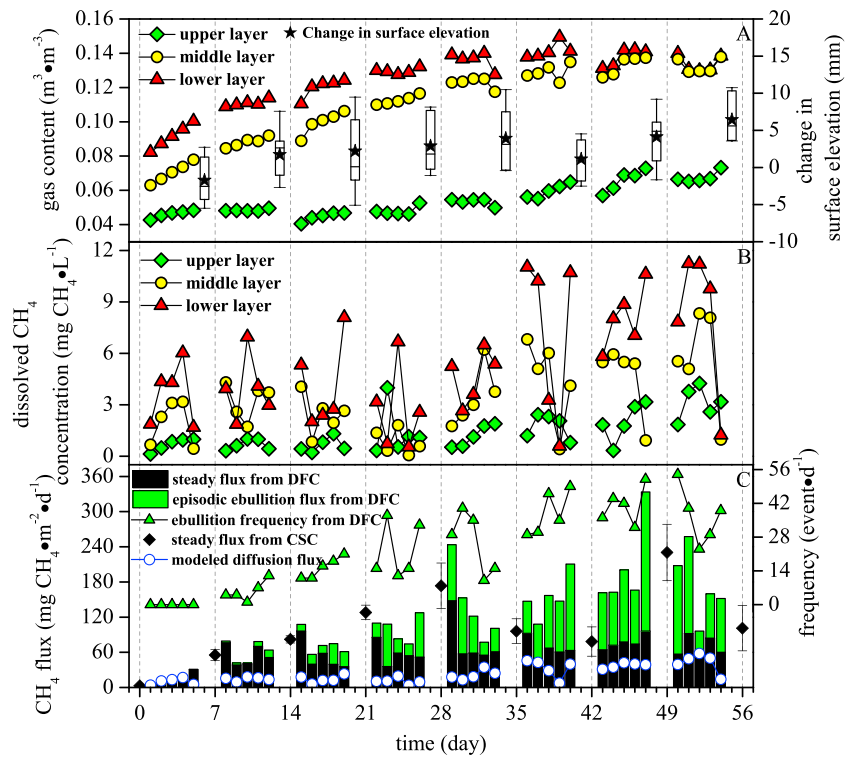 A
upper layer
middle layer
lower layer
Change in surface elevation
gas content (m³●m⁻³)
0.16
0.14
0.12
0.10
0.08
0.06
0.04
20
15
10
5
0
-5
-10
change in
surface elevation (mm)
B
upper layer
middle layer
lower layer
dissolved CH₄
concentration (mg CH₄●L⁻¹)
12
9
6
3
0
C
steady flux from DFC
episodic ebullition flux from DFC
ebullition frequency from DFC
steady flux from CSC
modeled diffusion flux
CH₄ flux (mg CH₄●m⁻²●d⁻¹)
360
300
240
180
120
60
0
56
42
28
14
0
frequency (event●d⁻¹)
0 7 14 21 28 35 42 49 56
time (day)